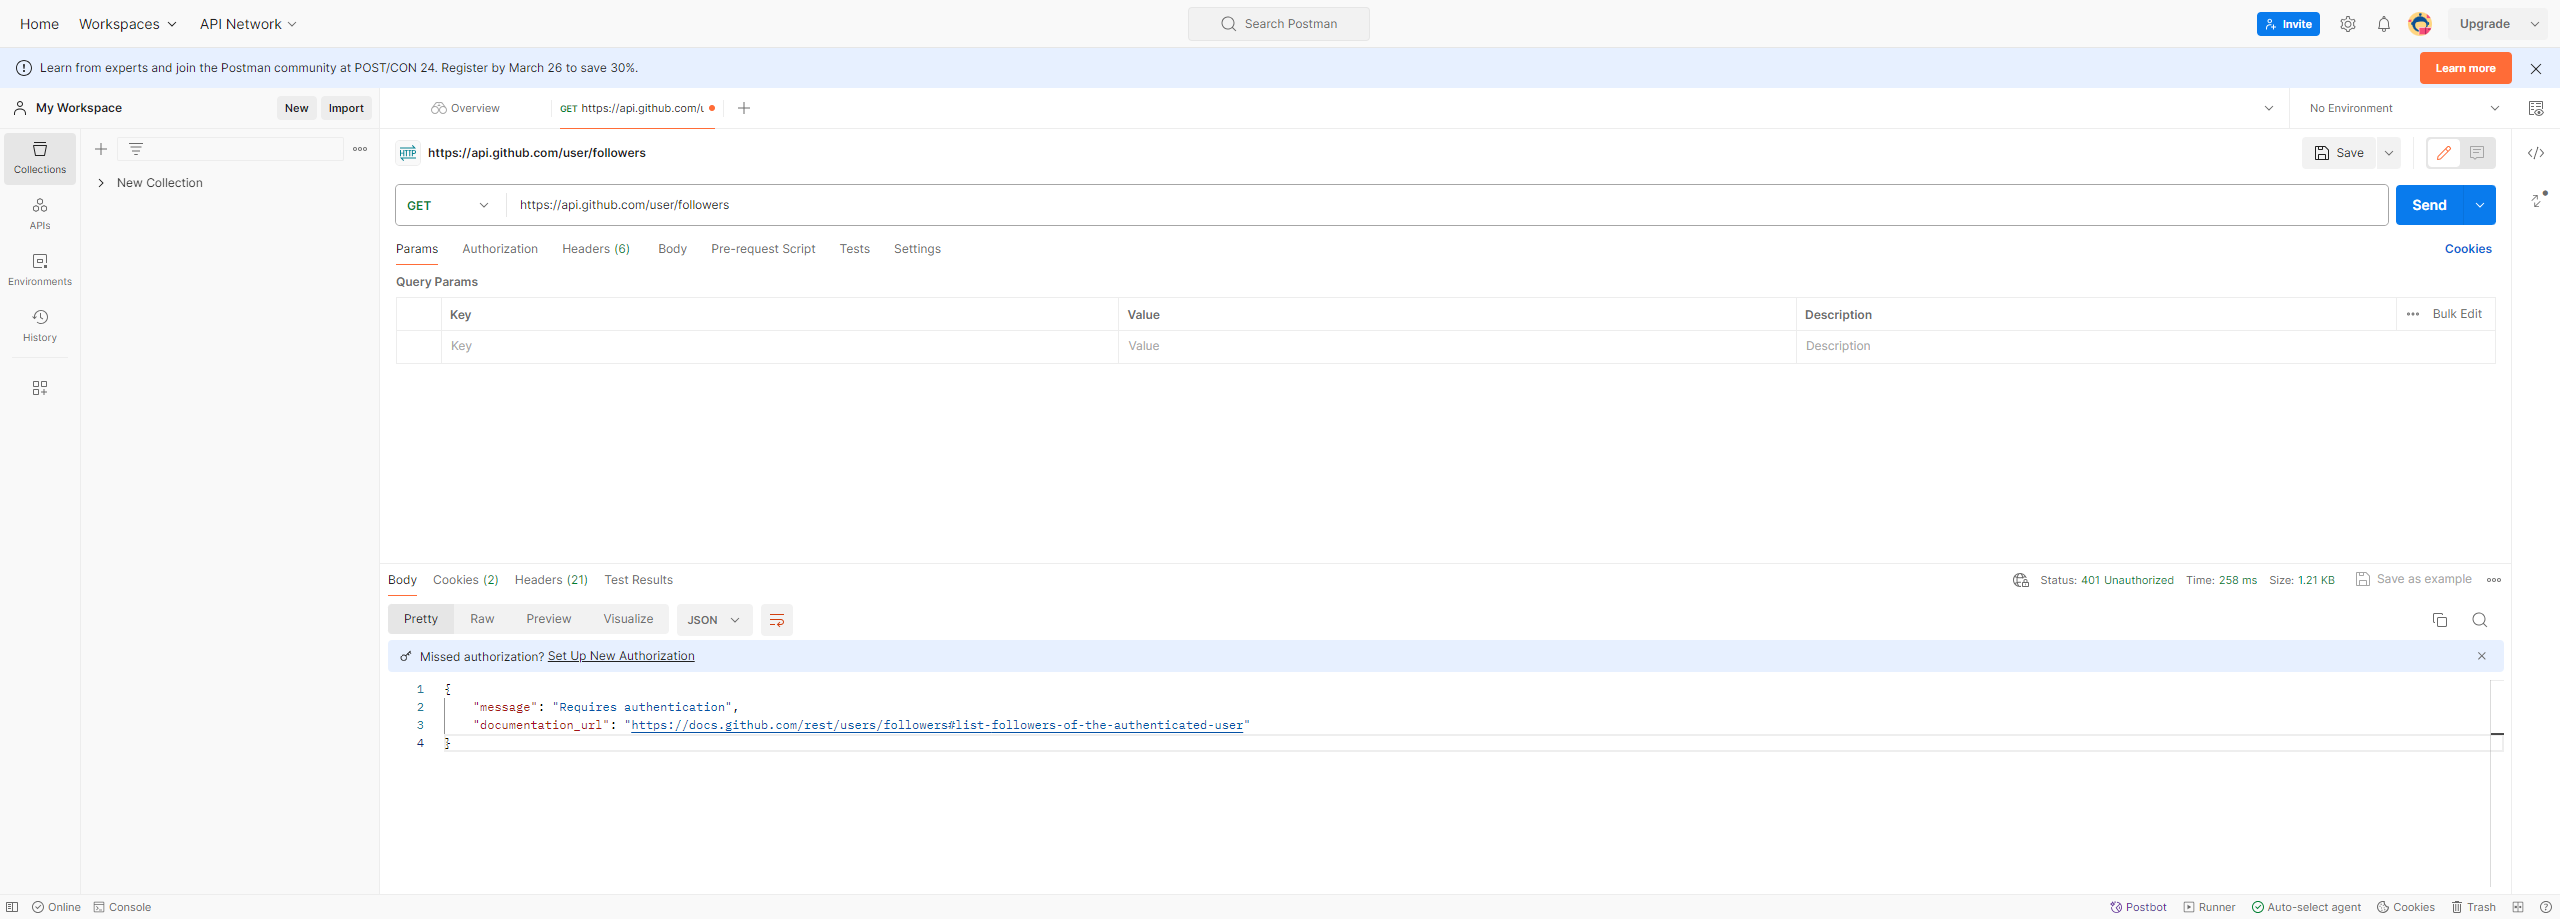 Home Workspaces API Network Search Postman Invite Upgrade
Learn from experts and join the Postman community at POST/CON 24. Register by March 26 to save 30%. Learn more
My Workspace New Import Overview GET https://api.github.com/u No Environment
Collections
APIs
Environments
History
New Collection
HTTP https://api.github.com/user/followers Save
GET https://api.github.com/user/followers Send
Params Authorization Headers (6) Body Pre-request Script Tests Settings Cookies
Query Params
Key Value Description Bulk Edit
Key Value Description
Body Cookies (2) Headers (21) Test Results Status: 401 Unauthorized Time: 258 ms Size: 1.21 KB Save as example
Pretty Raw Preview Visualize JSON
Missed authorization? Set Up New Authorization
1 {
2 "message": "Requires authentication",
3 "documentation_url": "https://docs.github.com/rest/users/followers#list-followers-of-the-authenticated-user"
4 }
Online Console Postbot Runner Auto-select agent Cookies Trash